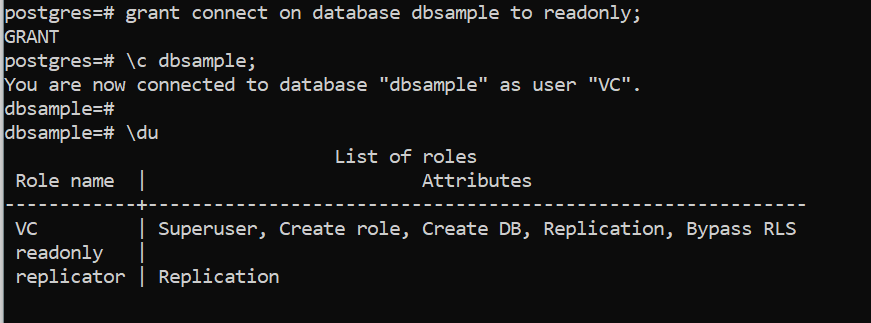 postgres=# grant connect on database dbsample to readonly;
GRANT
postgres=# \c dbsample;
You are now connected to database "dbsample" as user "VC".
dbsample=#
dbsample=# \du
                            List of roles
 Role name  |                       Attributes
------------+------------------------------------------------------------
 VC         | Superuser, Create role, Create DB, Replication, Bypass RLS
 readonly   |
 replicator | Replication